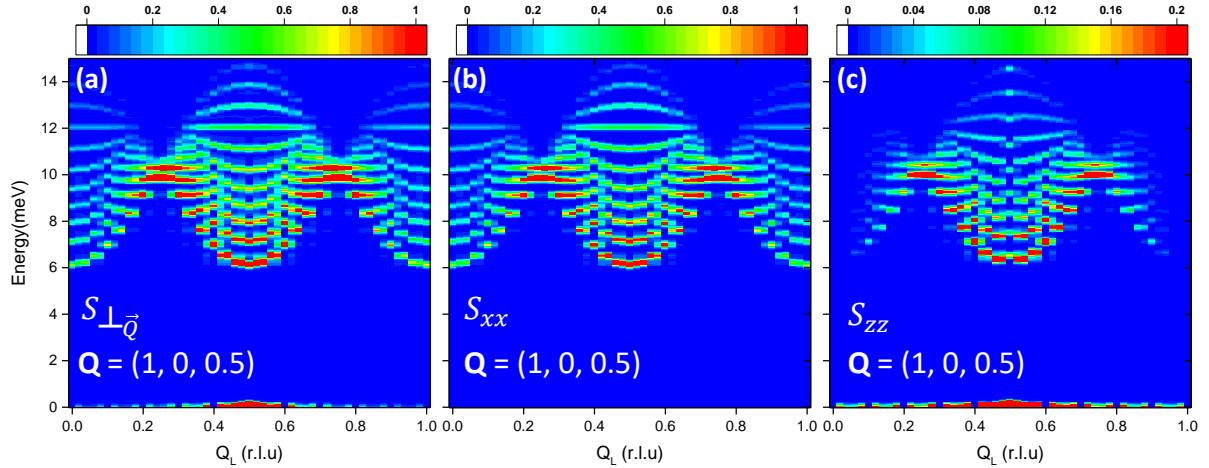 0 0.2 0.4 0.6 0.8 1
0 0.2 0.4 0.6 0.8 1
0 0.04 0.08 0.12 0.16 0.2
(a)
(b)
(c)
Energy(meV)
14
12
10
8
6
4
2
0
S⊥Q⃗
Q = (1, 0, 0.5)
Sxx
Q = (1, 0, 0.5)
Szz
Q = (1, 0, 0.5)
0.0 0.2 0.4 0.6 0.8 1.0
0.0 0.2 0.4 0.6 0.8 1.0
0.2 0.4 0.6 0.8 1.0
QL (r.l.u)
QL (r.l.u)
QL (r.l.u)